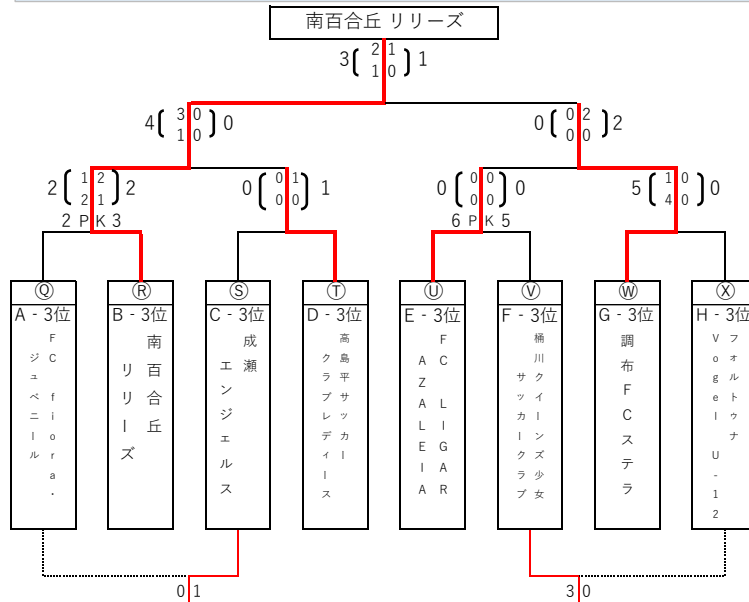 南百合丘 リリーズ
3 ( 2 1 ) 1
1 0
4 ( 3 0 ) 0
1 0
0 ( 0 2 ) 2
0 0
2 ( 1 2 ) 2
2 1
2 P K 3
0 ( 0 1 ) 1
0 0
0 ( 0 0 ) 0
0 0
6 P K 5
5 ( 1 0 ) 0
4 0
Ⓠ Ⓡ Ⓢ Ⓣ Ⓤ Ⓥ Ⓦ Ⓧ
A - 3位 B - 3位 C - 3位 D - 3位 E - 3位 F - 3位 G - 3位 H - 3位
FC fiora・
ジュベニール
南百合丘
リリーズ
成瀬
エンジェルス
高島平サッカー
クラブレディース
FC LIGAR
AZALEIA
桶川クイーンズ少女
サッカークラブ
調布FCステラ
フォルトゥナ
Vogel U-12
0 1
3 0